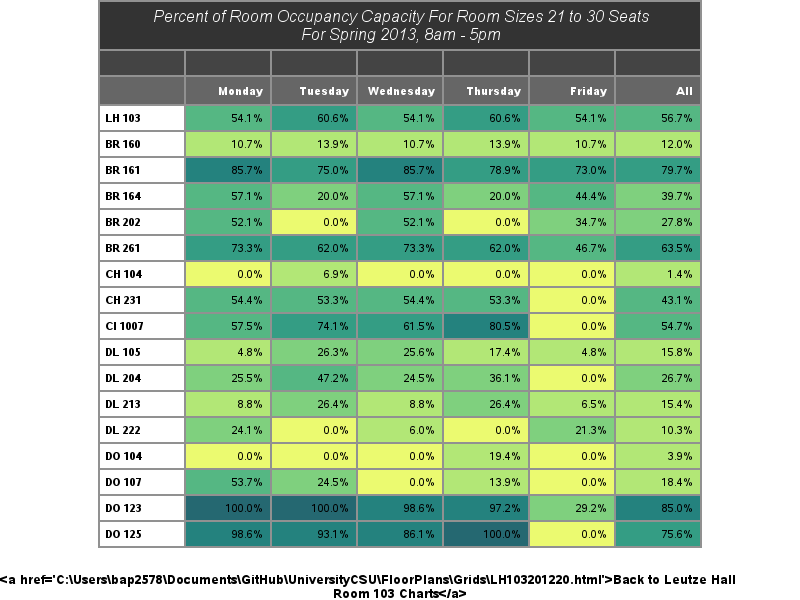 Percent of Room Occupancy Capacity For Room Sizes 21 to 30 Seats
For Spring 2013, 8am - 5pm
Monday Tuesday Wednesday Thursday Friday All
LH 103 54.1% 60.6% 54.1% 60.6% 54.1% 56.7%
BR 160 10.7% 13.9% 10.7% 13.9% 10.7% 12.0%
BR 161 85.7% 75.0% 85.7% 78.9% 73.0% 79.7%
BR 164 57.1% 20.0% 57.1% 20.0% 44.4% 39.7%
BR 202 52.1% 0.0% 52.1% 0.0% 34.7% 27.8%
BR 261 73.3% 62.0% 73.3% 62.0% 46.7% 63.5%
CH 104 0.0% 6.9% 0.0% 0.0% 0.0% 1.4%
CH 231 54.4% 53.3% 54.4% 53.3% 0.0% 43.1%
CI 1007 57.5% 74.1% 61.5% 80.5% 0.0% 54.7%
DL 105 4.8% 26.3% 25.6% 17.4% 4.8% 15.8%
DL 204 25.5% 47.2% 24.5% 36.1% 0.0% 26.7%
DL 213 8.8% 26.4% 8.8% 26.4% 6.5% 15.4%
DL 222 24.1% 0.0% 6.0% 0.0% 21.3% 10.3%
DO 104 0.0% 0.0% 0.0% 19.4% 0.0% 3.9%
DO 107 53.7% 24.5% 0.0% 13.9% 0.0% 18.4%
DO 123 100.0% 100.0% 98.6% 97.2% 29.2% 85.0%
DO 125 98.6% 93.1% 86.1% 100.0% 0.0% 75.6%
<a href='C:\Users\bap2578\Documents\GitHub\UniversityCSU\FloorPlans\Grids\LH103201220.html'>Back to Leutze Hall
Room 103 Charts</a>